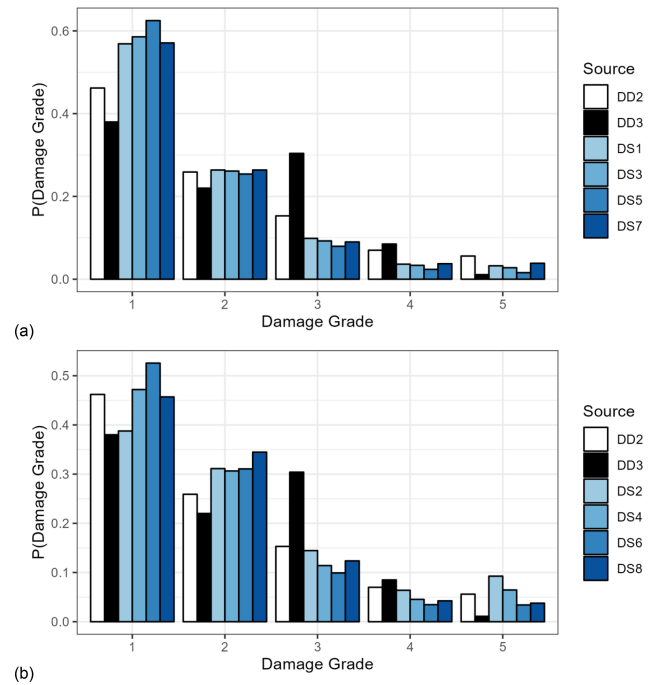 0.6
0.4
0.2
0.0
P(Damage Grade)
1 2 3 4 5
Damage Grade
Source
DD2
DD3
DS1
DS3
DS5
DS7
(a)
0.5
0.4
0.3
0.2
0.1
0.0
P(Damage Grade)
1 2 3 4 5
Damage Grade
Source
DD2
DD3
DS2
DS4
DS6
DS8
(b)